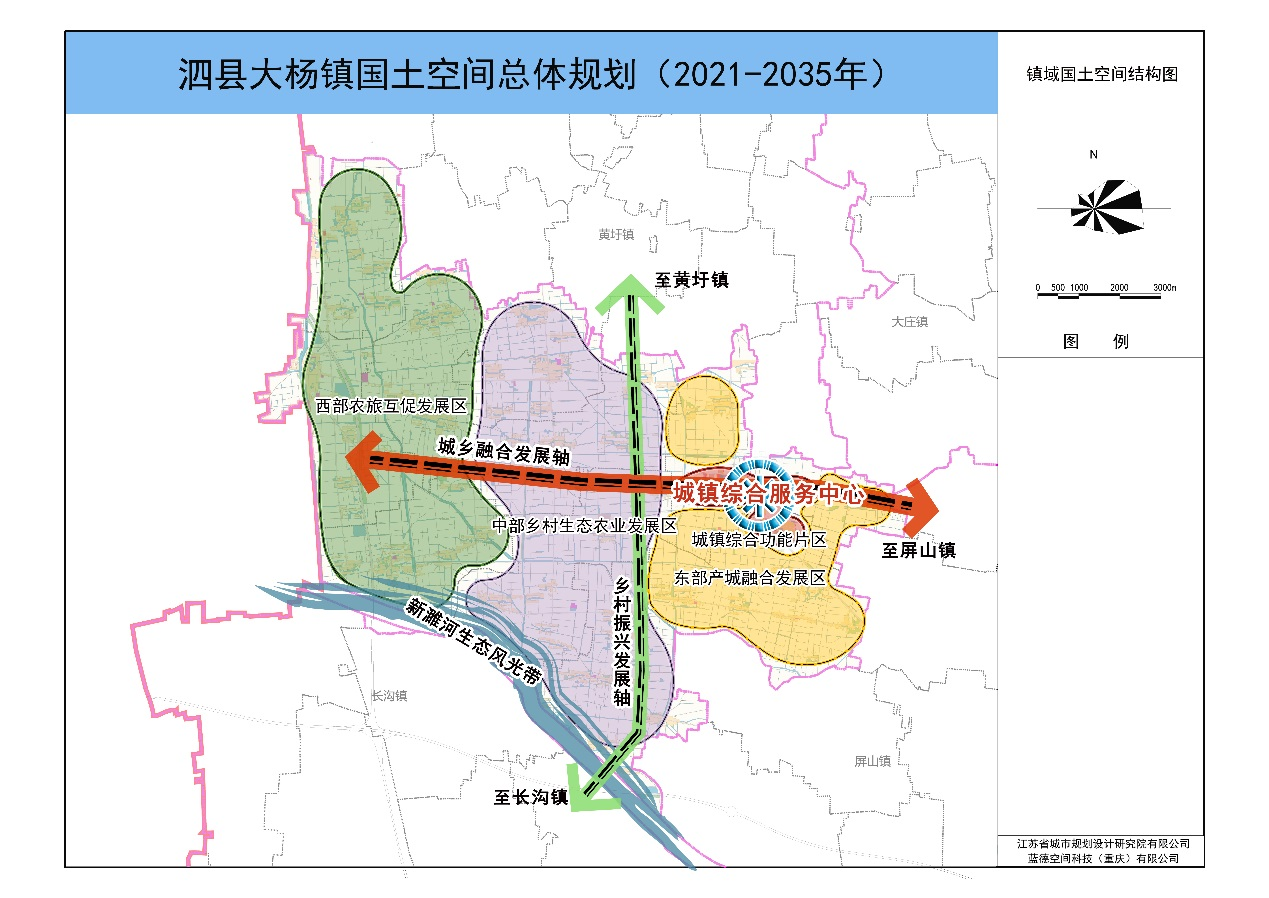 泗县大杨镇国土空间总体规划（2021-2035年）
镇域国土空间结构图
N
0 500 1000 2000 3000m
图 例
黄圩镇
至黄圩镇
大庄镇
西部农旅互促发展区
城乡融合发展轴
城镇综合服务中心
中部乡村生态农业发展区
城镇综合功能片区
至屏山镇
东部产城融合发展区
乡村振兴发展轴
新濉河生态风光带
长沟镇
屏山镇
至长沟镇
江苏省城市规划设计研究院有限公司
蓝德空间科技（重庆）有限公司